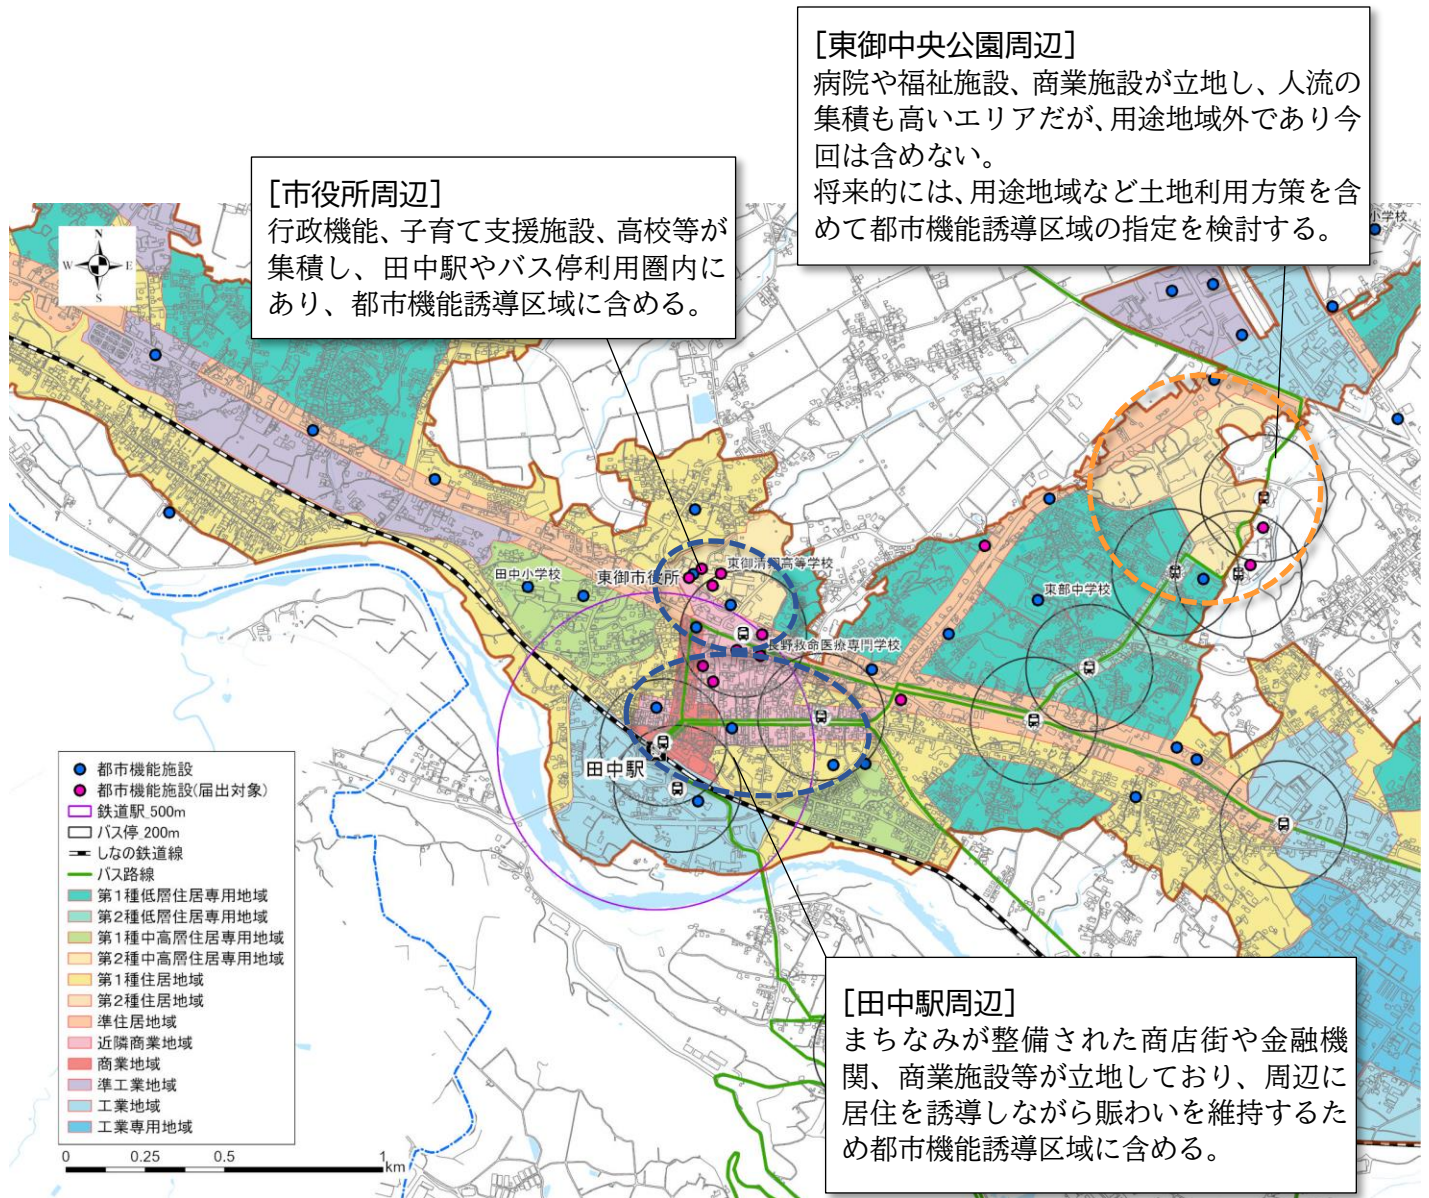 [東御中央公園周辺]
病院や福祉施設、商業施設が立地し、人流の
集積も高いエリアだが、用途地域外であり今
回は含めない。
将来的には、用途地域など土地利用方策を含
めて都市機能誘導区域の指定を検討する。
[市役所周辺]
行政機能、子育て支援施設、高校等が
集積し、田中駅やバス停利用圏内に
あり、都市機能誘導区域に含める。
小学校
N
W E
S
田中小学校
東御市役所
東御清翔高等学校
東部中学校
長野救命医療専門学校
田中駅
都市機能施設
都市機能施設(届出対象)
鉄道駅_500m
バス停_200m
しなの鉄道線
バス路線
第1種低層住居専用地域
第2種低層住居専用地域
第1種中高層住居専用地域
第2種中高層住居専用地域
第1種住居地域
第2種住居地域
準住居地域
近隣商業地域
商業地域
準工業地域
工業地域
工業専用地域
0 0.25 0.5 1
km
[田中駅周辺]
まちなみが整備された商店街や金融機
関、商業施設等が立地しており、周辺に
居住を誘導しながら賑わいを維持するた
め都市機能誘導区域に含める。